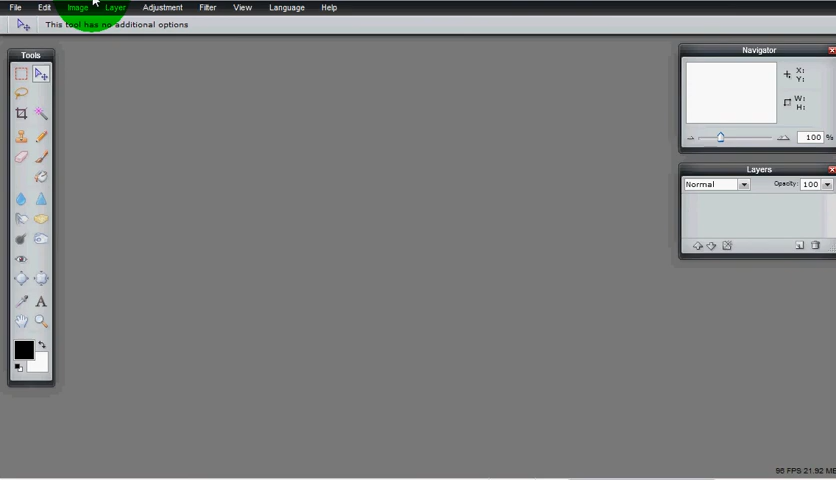 File Edit Image Layer Adjustment Filter View Language Help
This tool has no additional options
Tools
Navigator
X:
Y:
W:
H:
100 %
Layers
Normal Opacity: 100
A
96 FPS 21.92 MB